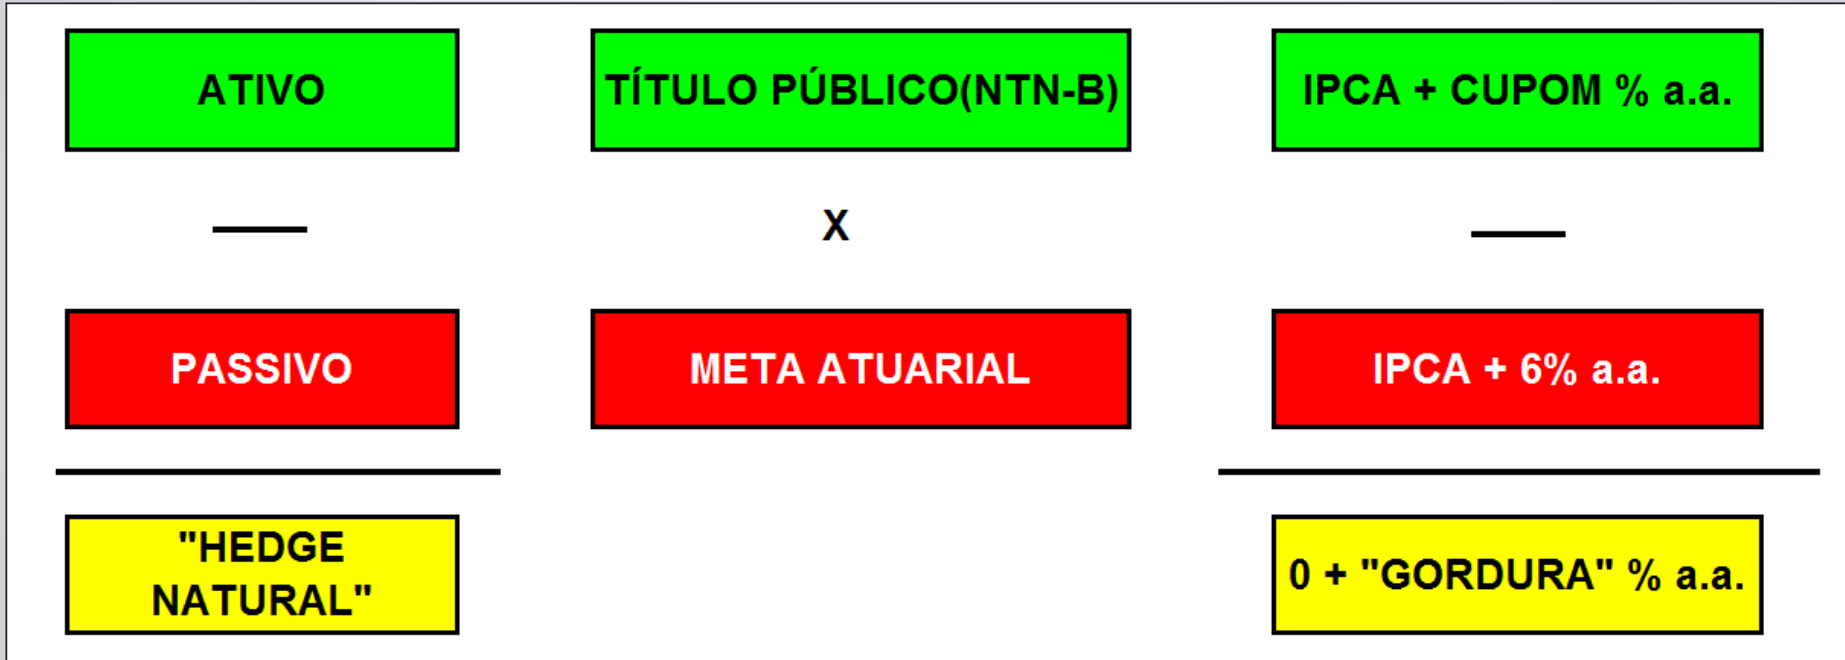 ATIVO
TÍTULO PÚBLICO(NTN-B)
IPCA + CUPOM % a.a.
X
PASSIVO
META ATUARIAL
IPCA + 6% a.a.
"HEDGE
NATURAL"
0 + "GORDURA" % a.a.